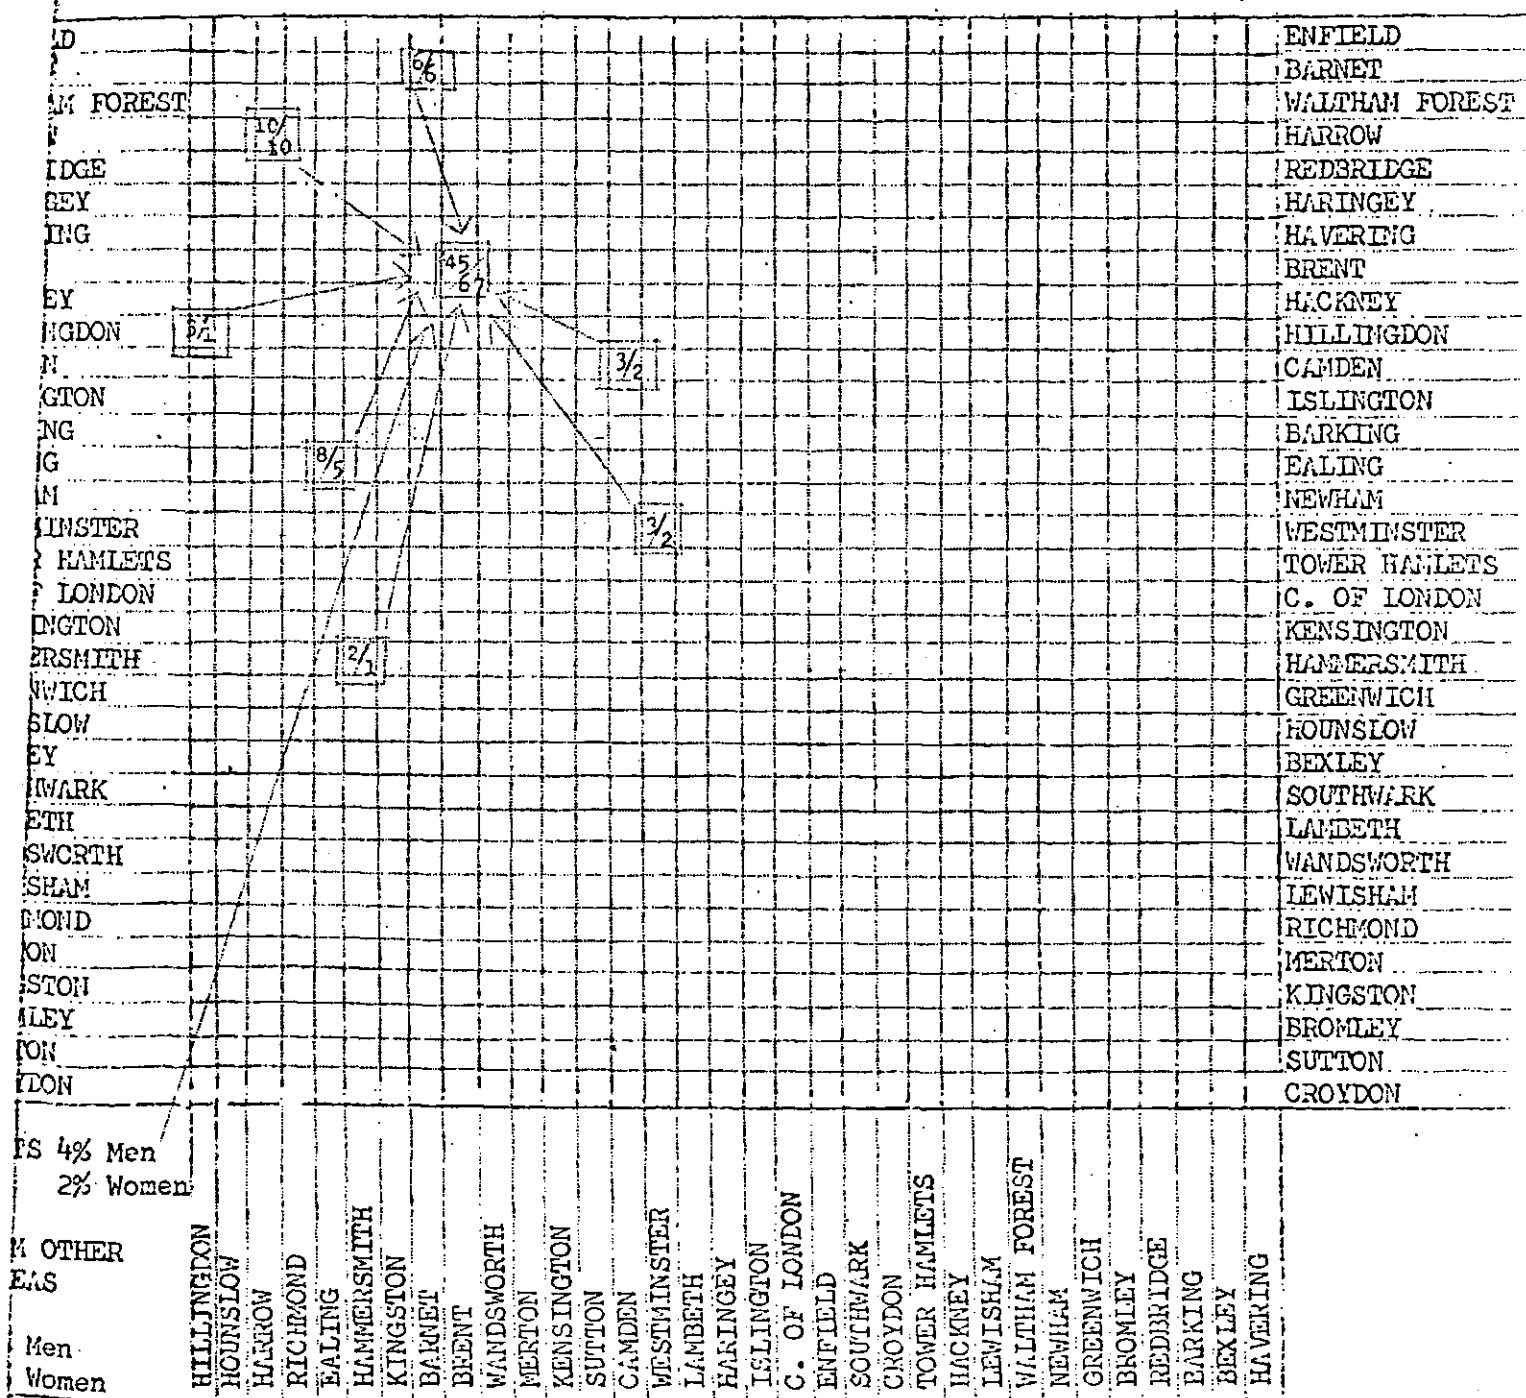 D ENFIELD
6/6 BARNET
AM FOREST WALTHAM FOREST
10/10 HARROW
IDGE REDBRIDGE
GEY HARINGEY
ING HAVERING
45/67 BRENT
EY HACKNEY
NGDON /1 HILLINGDON
N 3/2 CAMDEN
GTON ISLINGTON
NG BARKING
G 8/5 EALING
AM NEWHAM
INSTER 3/2 WESTMINSTER
HAMLETS TOWER HAMLETS
LONDON C. OF LONDON
INGTON KENSINGTON
ERSMITH 2/1 HAMMERSMITH
NWICH GREENWICH
SLOW HOUNSLOW
EY BEXLEY
WARK SOUTHWARK
ETH LAMBETH
SWORTH WANDSWORTH
SHAM LEWISHAM
MOND RICHMOND
ON MERTON
STON KINGSTON
LEY BROMLEY
TON SUTTON
YDON CROYDON
TS 4% Men
2% Women
M OTHER
EAS
Men
Women
HILLINGDON
HOUNSLOW
HARROW
RICHMOND
EALING
HAMMERSMITH
KINGSTON
BARNET
BRENT
WANDSWORTH
MERTON
KENSINGTON
SUTTON
CAMDEN
WESTMINSTER
LAMBETH
HARINGEY
ISLINGTON
C. OF LONDON
ENFIELD
SOUTHWARK
CROYDON
TOWER HAMLETS
HACKNEY
LEWISHAM
WALTHAM FOREST
NEWHAM
GREENWICH
BROMLEY
REDBRIDGE
BARKING
BEXLEY
HAVERING